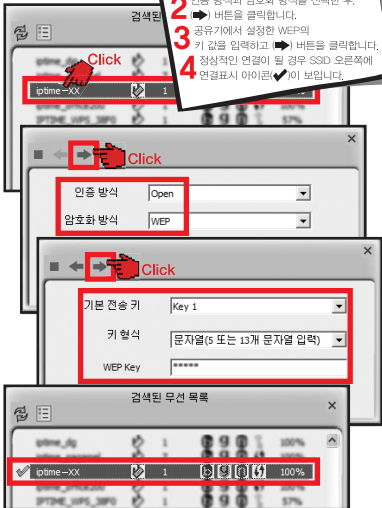 검색된
2 인증 방식과 암호화 방식을 선택한 후,
(➡) 버튼을 클릭합니다.
3 공유기에서 설정한 WEP의
키 값을 입력하고 (➡) 버튼을 클릭합니다.
4 정상적인 연결이 될 경우 SSID 오른쪽에
연결표시 아이콘(✔)이 보입니다.
Click
iptime-XX 1
IPTIME_WPS_38F0 1 57%
Click
인증 방식 Open
암호화 방식 WEP
Click
기본 전송 키 Key 1
키 형식 문자열(5 또는 13개 문자열 입력)
WEP Key *****
검색된 무선 목록
iptime_dg 1 b g n 100%
iptime-XX 1 b g n 100%
IPTIME_WPS_38F0 1 b g n 57%